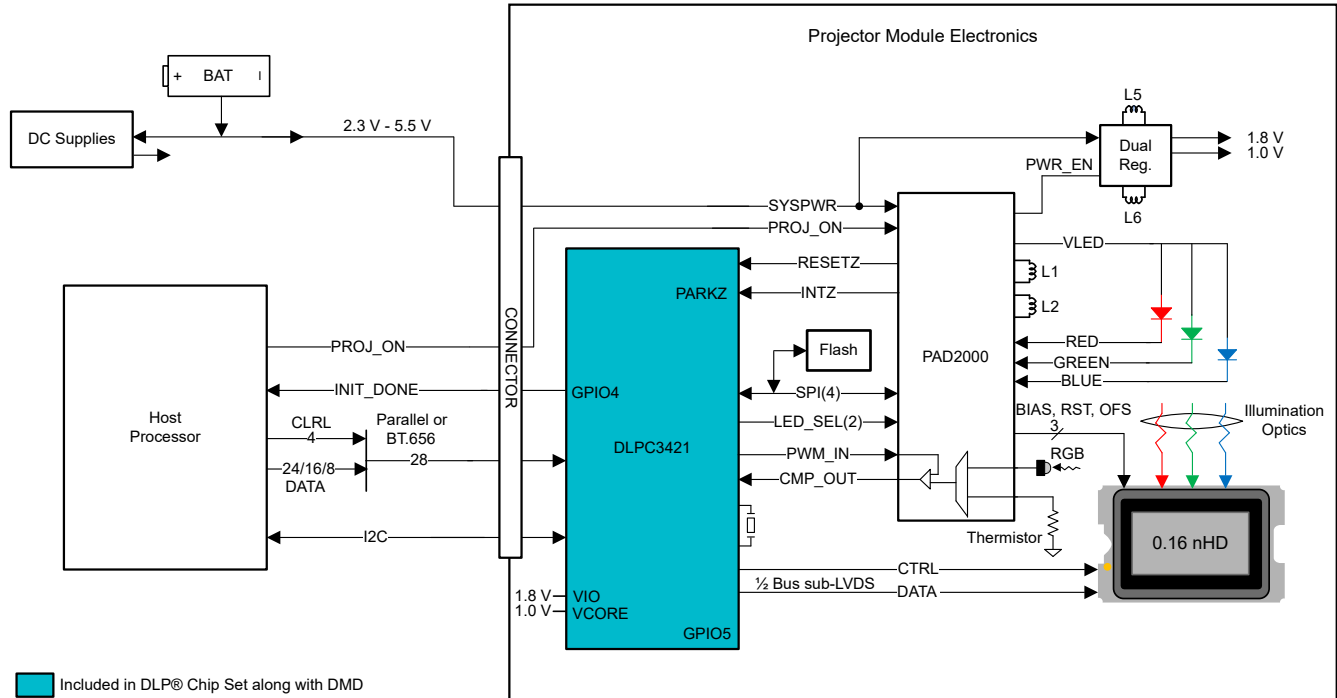 Projector Module Electronics
+ BAT I
DC Supplies
2.3 V - 5.5 V
L5
Dual
Reg.
1.8 V
1.0 V
PWR_EN
L6
SYSPWR
PROJ_ON
VLED
RESETZ
PARKZ
INTZ
L1
L2
CONNECTOR
PROJ_ON
Flash
PAD2000
RED
GREEN
BLUE
INIT_DONE
GPIO4
SPI(4)
Host
Processor
CLRL
4
Parallel or
BT.656
28
24/16/8
DATA
DLPC3421
LED_SEL(2)
PWM_IN
CMP_OUT
BIAS, RST, OFS
3
Illumination
Optics
RGB
Thermistor
0.16 nHD
I2C
CTRL
½ Bus sub-LVDS
DATA
1.8 V
VIO
1.0 V
VCORE
GPIO5
Included in DLP® Chip Set along with DMD